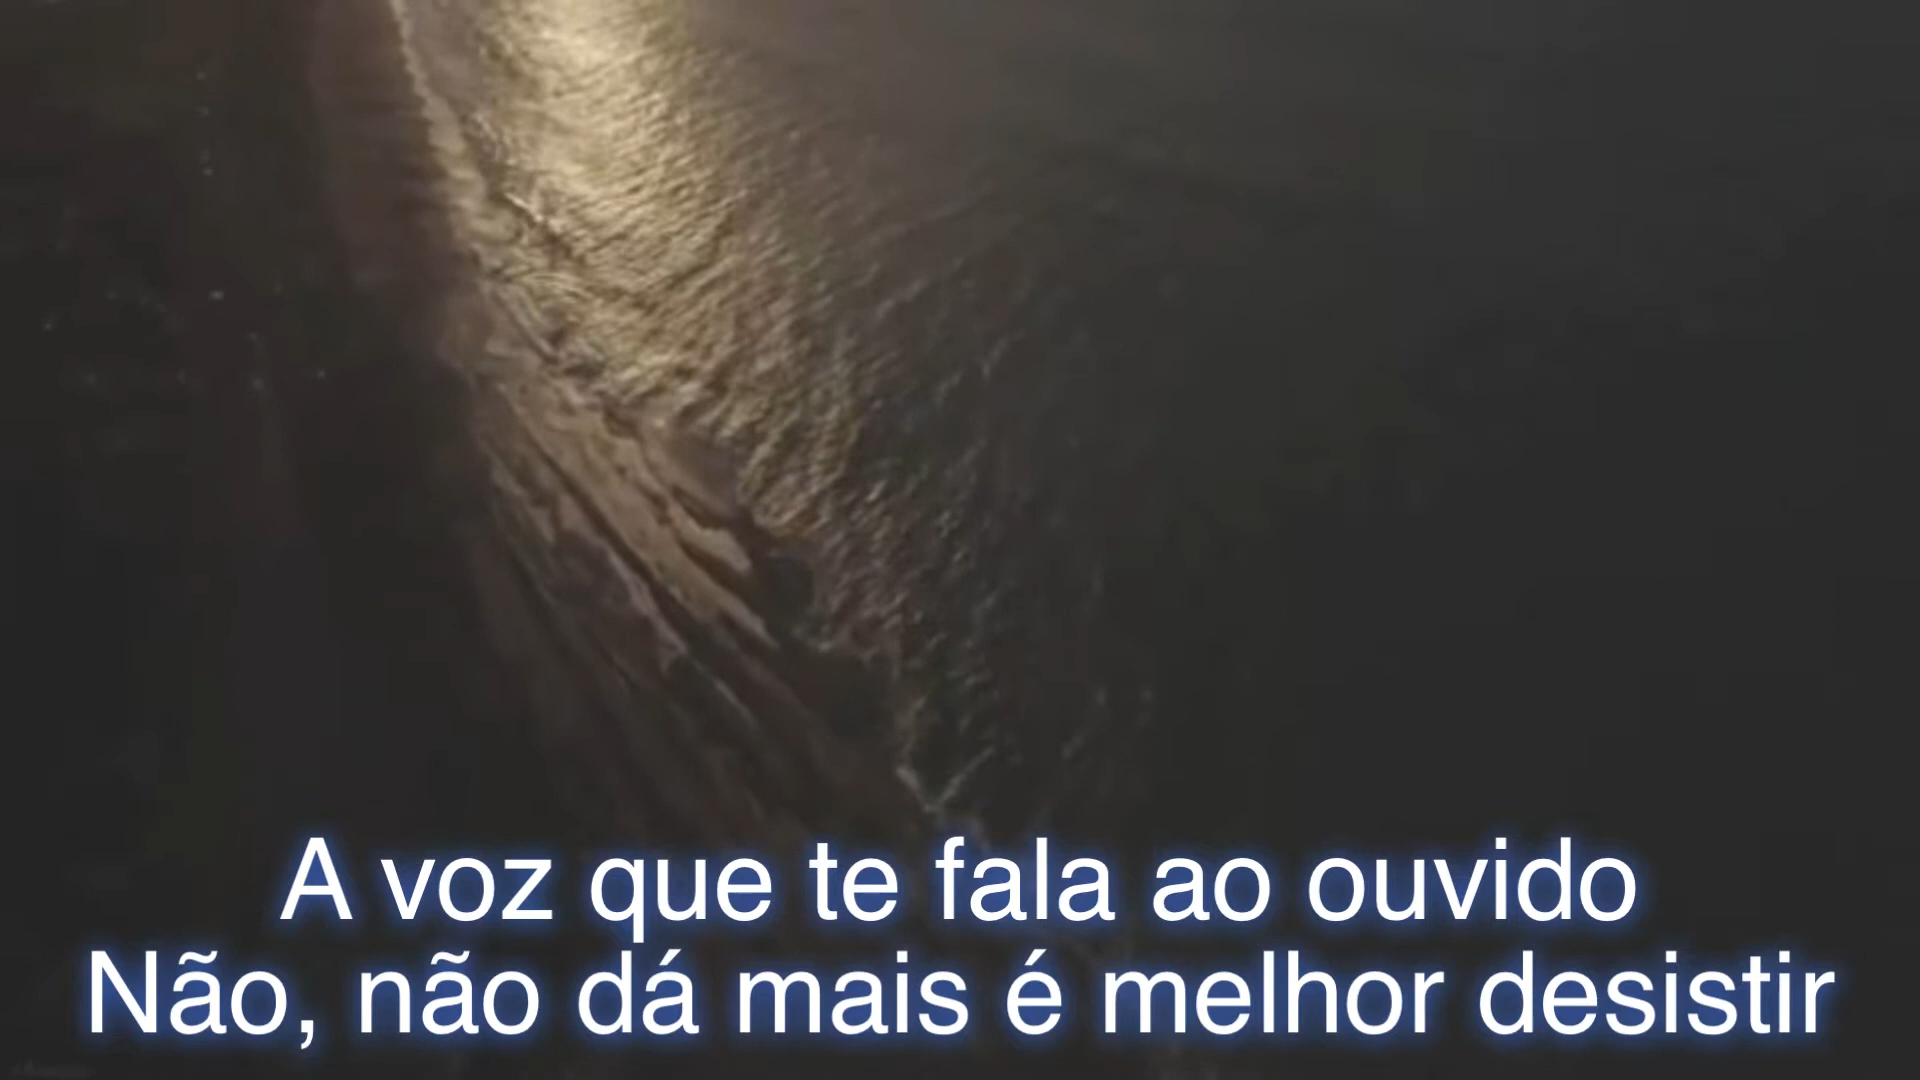 A voz que te fala ao ouvido
Não, não dá mais é melhor desistir